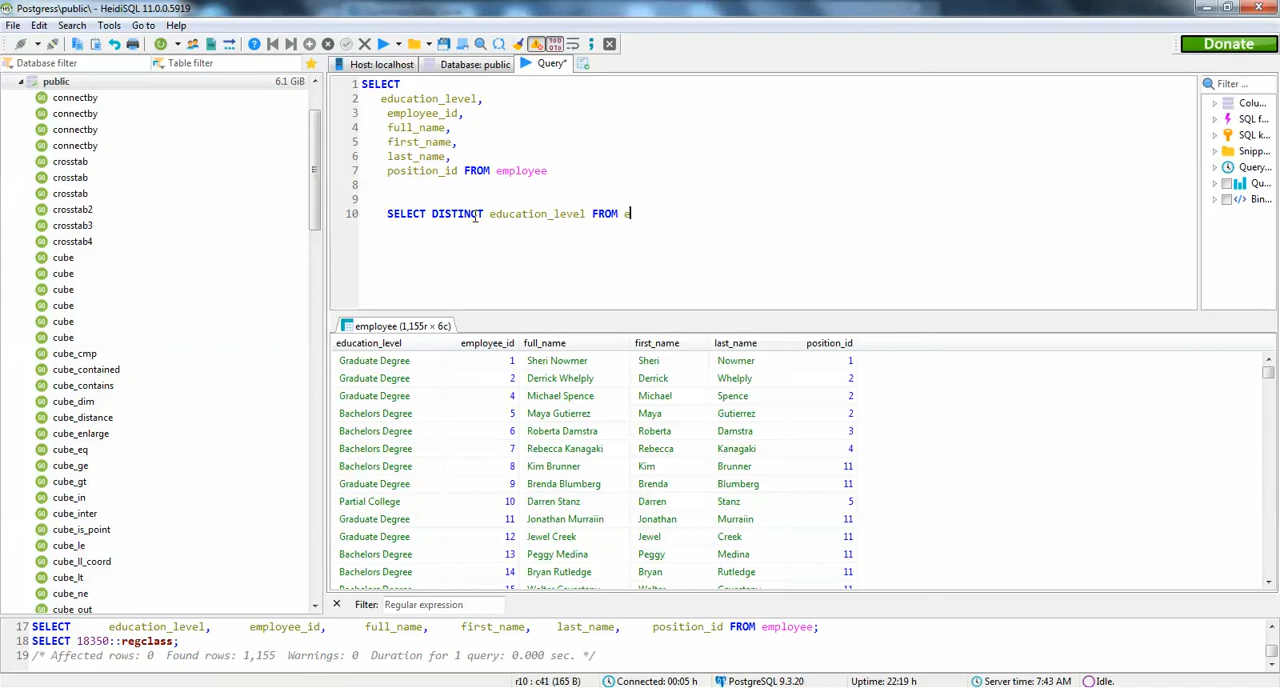 Postgress\public\ - HeidiSQL 11.0.0.5919
File Edit Search Tools Go to Help
Donate
Database filter Table filter
Host: localhost Database: public Query*
Filter ...
public 6.1 GiB
connectby
connectby
connectby
connectby
crosstab
crosstab
crosstab
crosstab2
crosstab3
crosstab4
cube
cube
cube
cube
cube
cube
cube_cmp
cube_contained
cube_contains
cube_dim
cube_distance
cube_enlarge
cube_eq
cube_ge
cube_gt
cube_in
cube_inter
cube_is_point
cube_le
cube_ll_coord
cube_lt
cube_ne
cube_out
1 SELECT
2 education_level,
3 employee_id,
4 full_name,
5 first_name,
6 last_name,
7 position_id FROM employee
8
9
10 SELECT DISTINCT education_level FROM e
Colu...
SQL f...
SQL k...
Snipp...
Query...
Qu...
Bin...
employee (1,155r × 6c)
education_level employee_id full_name first_name last_name position_id
Graduate Degree 1 Sheri Nowmer Sheri Nowmer 1
Graduate Degree 2 Derrick Whelply Derrick Whelply 2
Graduate Degree 4 Michael Spence Michael Spence 2
Bachelors Degree 5 Maya Gutierrez Maya Gutierrez 2
Bachelors Degree 6 Roberta Damstra Roberta Damstra 3
Bachelors Degree 7 Rebecca Kanagaki Rebecca Kanagaki 4
Bachelors Degree 8 Kim Brunner Kim Brunner 11
Graduate Degree 9 Brenda Blumberg Brenda Blumberg 11
Partial College 10 Darren Stanz Darren Stanz 5
Graduate Degree 11 Jonathan Murraiin Jonathan Murraiin 11
Graduate Degree 12 Jewel Creek Jewel Creek 11
Bachelors Degree 13 Peggy Medina Peggy Medina 11
Bachelors Degree 14 Bryan Rutledge Bryan Rutledge 11
Filter: Regular expression
17 SELECT education_level, employee_id, full_name, first_name, last_name, position_id FROM employee;
18 SELECT 18350::regclass;
19 /* Affected rows: 0 Found rows: 1,155 Warnings: 0 Duration for 1 query: 0.000 sec. */
r10 : c41 (165 B) Connected: 00:05 h PostgreSQL 9.3.20 Uptime: 22:19 h Server time: 7:43 AM Idle.